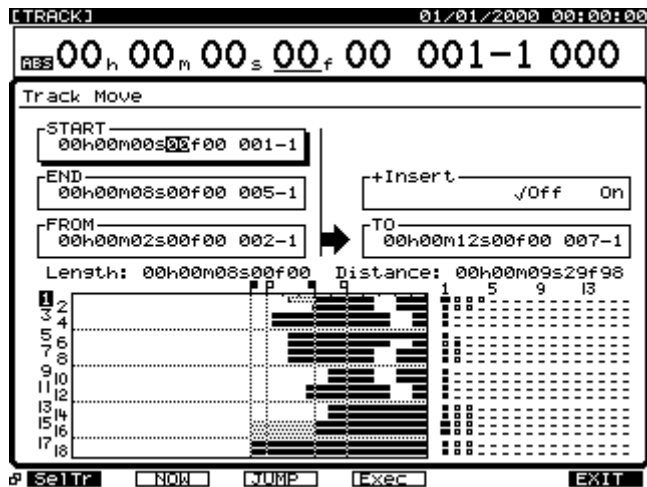 [TRACK] 01/01/2000 00:00:00
ABS 00h 00m 00s 00f 00 001-1 000
Track Move
START
00h00m00s00f00 001-1
END
00h00m08s00f00 005-1
+Insert
√Off On
FROM
00h00m02s00f00 002-1
TO
00h00m12s00f00 007-1
Length: 00h00m08s00f00 Distance: 00h00m09s29f98
1 5 9 13
1
2
3
4
5
6
7
8
9
10
11
12
13
14
15
16
17
18
SelTr NOW JUMP Exec EXIT